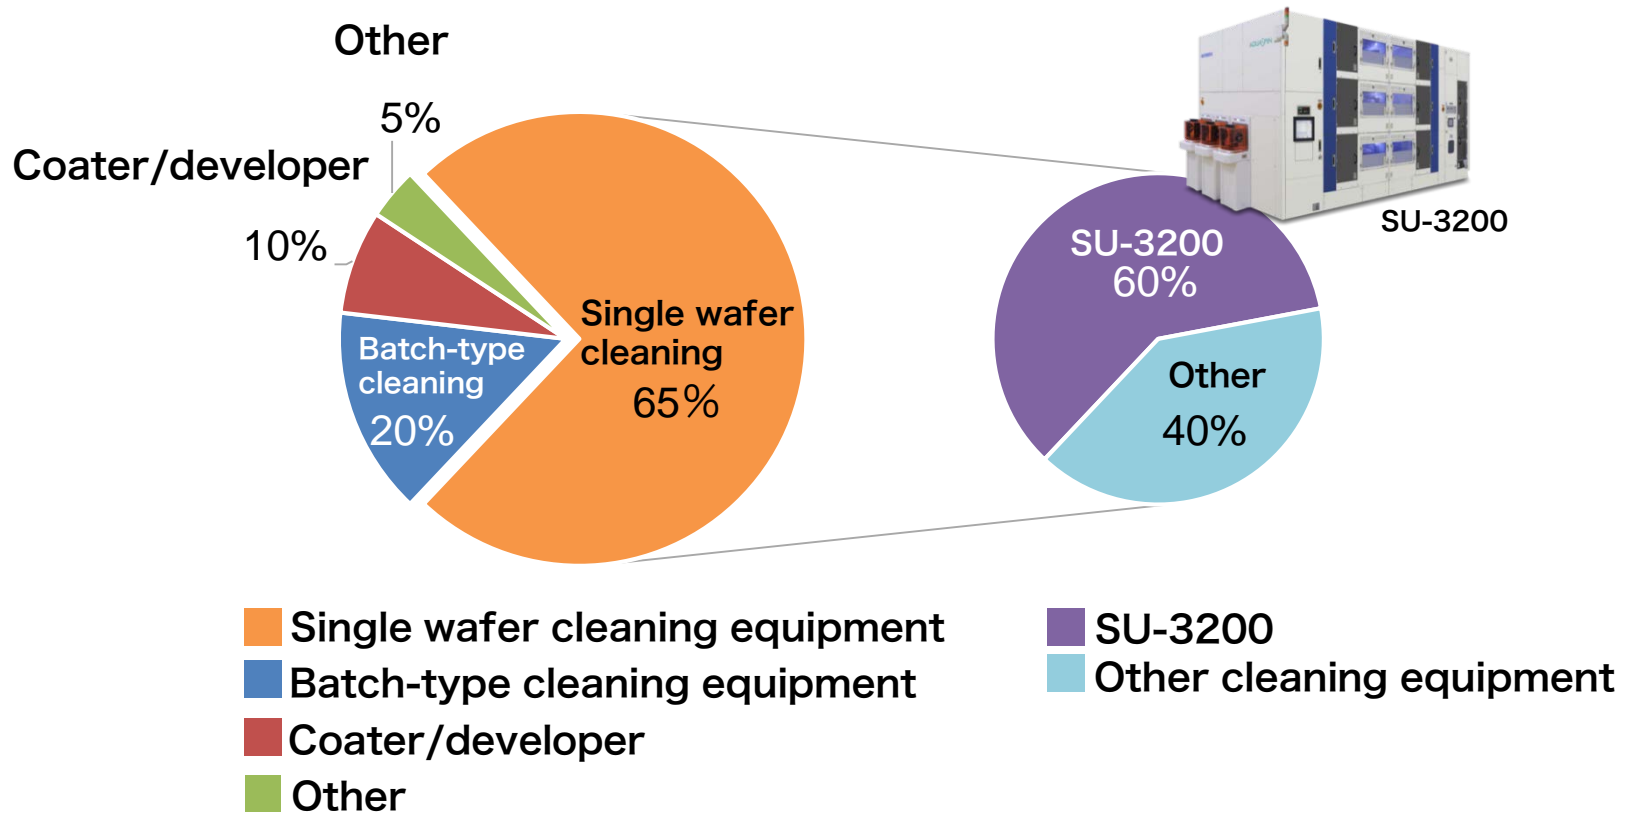 Other
5%
Coater/developer
10%
Batch-type
cleaning
20%
Single wafer
cleaning
65%
SU-3200
60%
Other
40%
SU-3200
Single wafer cleaning equipment
Batch-type cleaning equipment
Coater/developer
Other
SU-3200
Other cleaning equipment